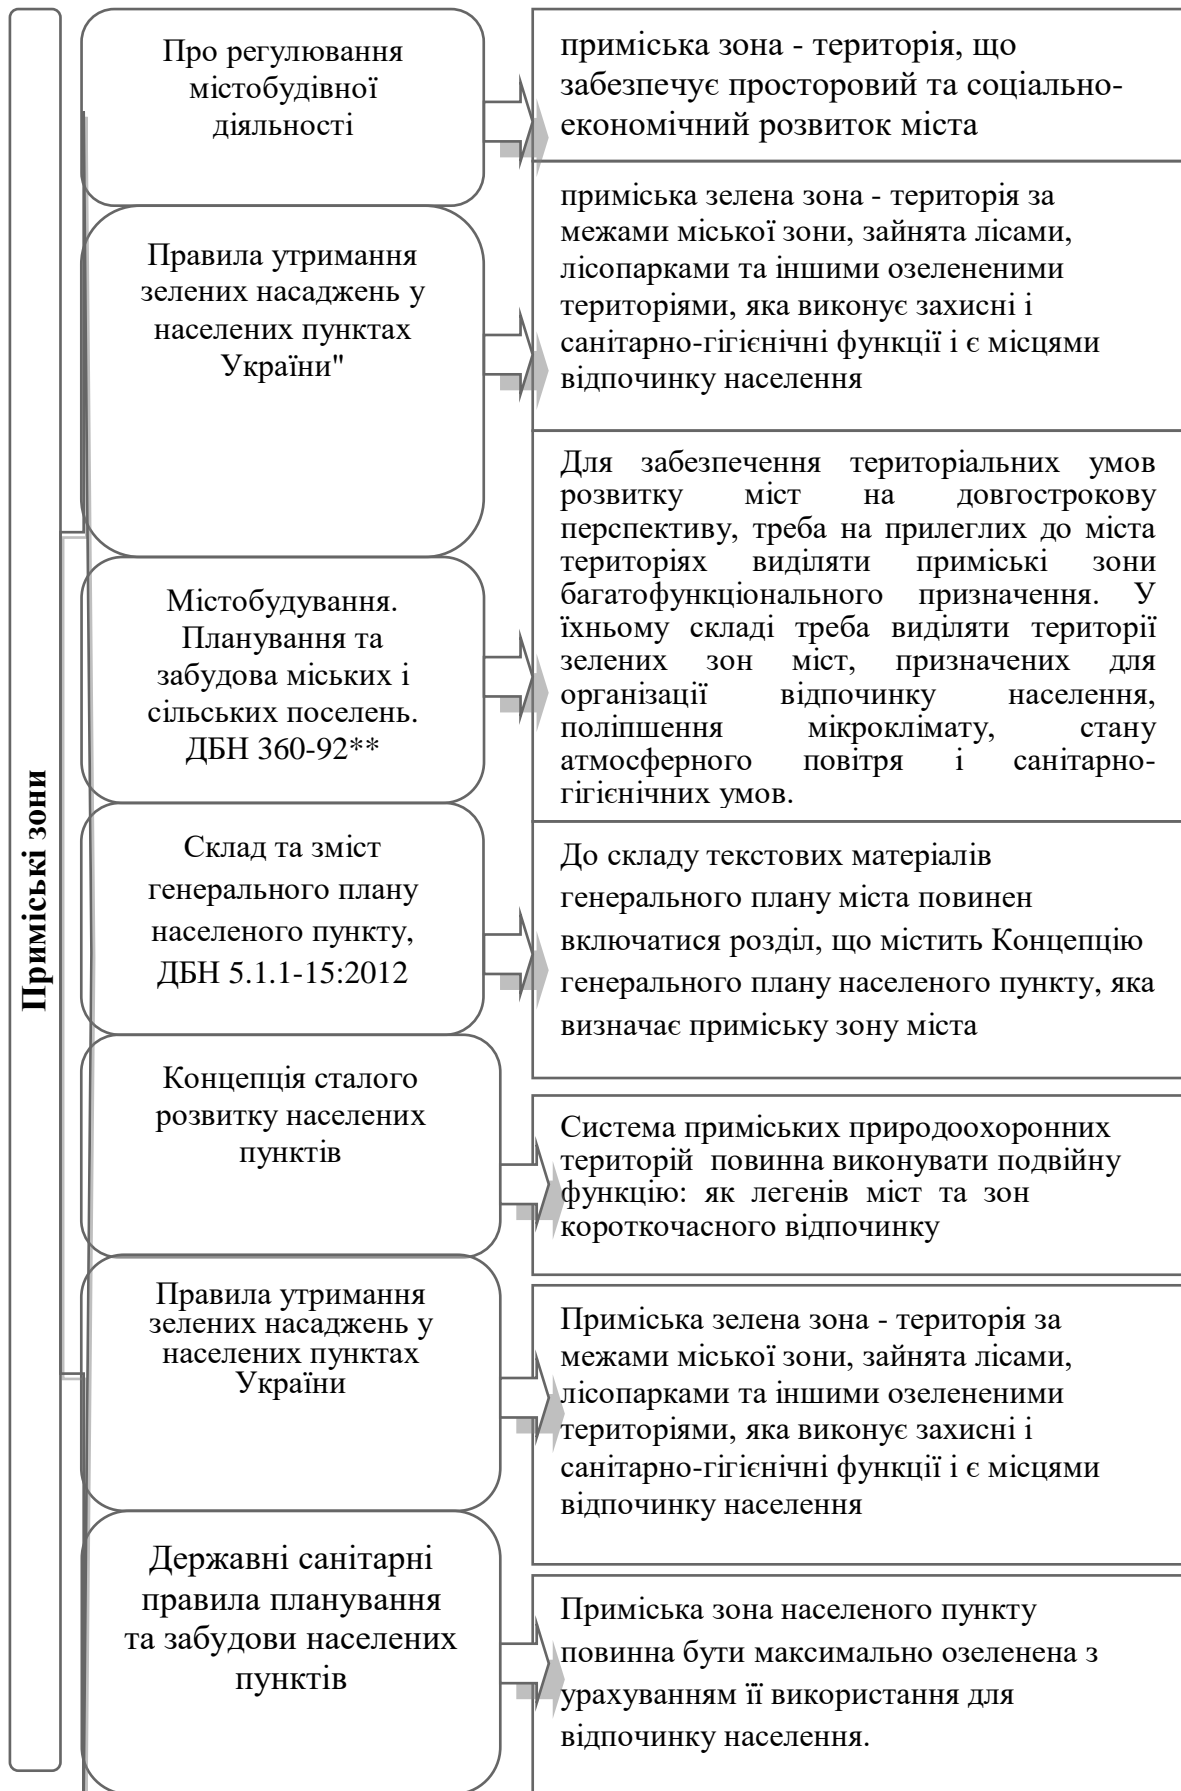 Приміські зони
Про регулювання
містобудівної
діяльності
приміська зона - територія, що
забезпечує просторовий та соціально-
економічний розвиток міста
Правила утримання
зелених насаджень у
населених пунктах
України"
приміська зелена зона - територія за
межами міської зони, зайнята лісами,
лісопарками та іншими озелененими
територіями, яка виконує захисні і
санітарно-гігієнічні функції і є місцями
відпочинку населення
Містобудування.
Планування та
забудова міських і
сільських поселень.
ДБН 360-92**
Для забезпечення територіальних умов
розвитку міст на довгострокову
перспективу, треба на прилеглих до міста
територіях виділяти приміські зони
багатофункціонального призначення. У
їхньому складі треба виділяти території
зелених зон міст, призначених для
організації відпочинку населення,
поліпшення мікроклімату, стану
атмосферного повітря і санітарно-
гігієнічних умов.
Склад та зміст
генерального плану
населеного пункту,
ДБН 5.1.1-15:2012
До складу текстових матеріалів
генерального плану міста повинен
включатися розділ, що містить Концепцію
генерального плану населеного пункту, яка
визначає приміську зону міста
Концепція сталого
розвитку населених
пунктів
Система приміських природоохоронних
територій повинна виконувати подвійну
функцію: як легенів міст та зон
короткочасного відпочинку
Правила утримання
зелених насаджень у
населених пунктах
України
Приміська зелена зона - територія за
межами міської зони, зайнята лісами,
лісопарками та іншими озелененими
територіями, яка виконує захисні і
санітарно-гігієнічні функції і є місцями
відпочинку населення
Державні санітарні
правила планування
та забудови населених
пунктів
Приміська зона населеного пункту
повинна бути максимально озеленена з
урахуванням її використання для
відпочинку населення.